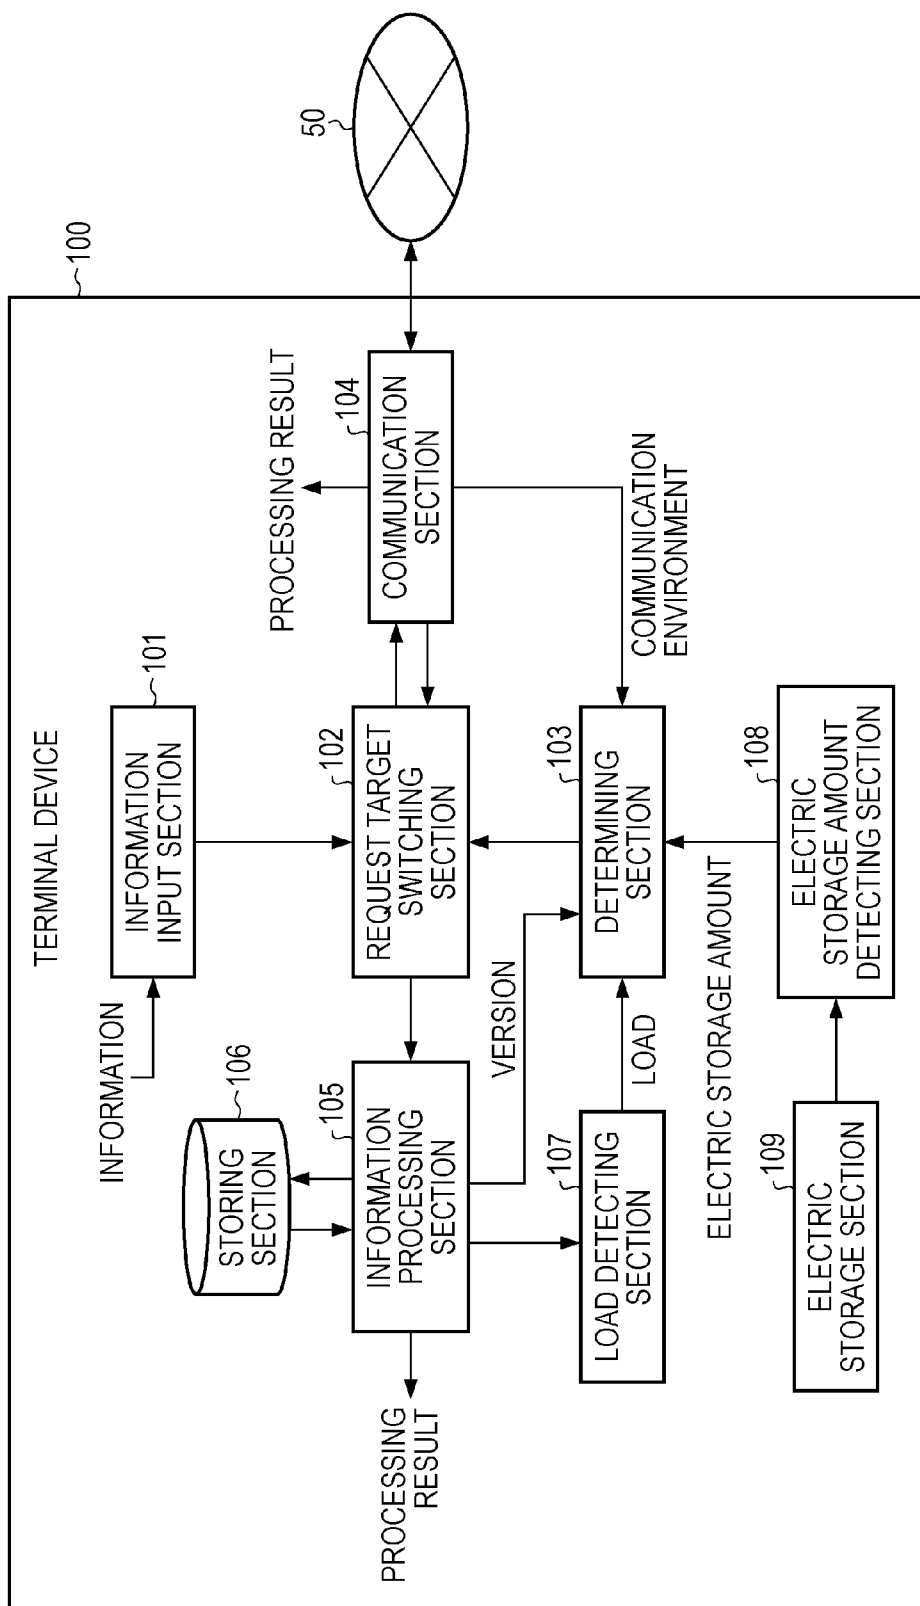 TERMINAL DEVICE
100
50
INFORMATION
INFORMATION
INPUT SECTION
101
STORING
SECTION
106
PROCESSING RESULT
PROCESSING
RESULT
INFORMATION
PROCESSING
SECTION
105
REQUEST TARGET
SWITCHING
SECTION
102
COMMUNICATION
SECTION
104
VERSION
LOAD DETECTING
SECTION
107
LOAD
DETERMINING
SECTION
103
COMMUNICATION
ENVIRONMENT
ELECTRIC STORAGE AMOUNT
ELECTRIC
STORAGE SECTION
109
ELECTRIC
STORAGE AMOUNT
DETECTING SECTION
108